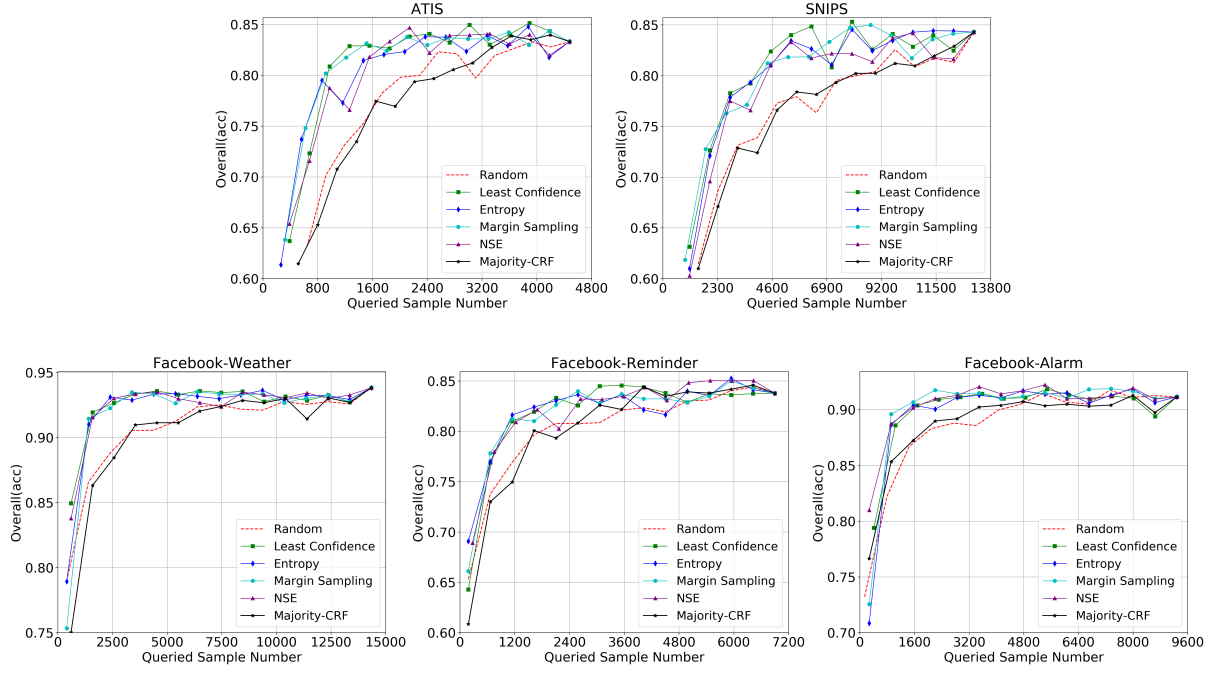 ATIS
0.85
0.80
0.75
0.70
0.65
0.60
Overall(acc)
0 800 1600 2400 3200 4000 4800
Queried Sample Number
Random
Least Confidence
Entropy
Margin Sampling
NSE
Majority-CRF
SNIPS
0.85
0.80
0.75
0.70
0.65
0.60
Overall(acc)
0 2300 4600 6900 9200 11500 13800
Queried Sample Number
Random
Least Confidence
Entropy
Margin Sampling
NSE
Majority-CRF
Facebook-Weather
0.95
0.90
0.85
0.80
0.75
Overall(acc)
0 2500 5000 7500 10000 12500 15000
Queried Sample Number
Random
Least Confidence
Entropy
Margin Sampling
NSE
Majority-CRF
Facebook-Reminder
0.85
0.80
0.75
0.70
0.65
0.60
Overall(acc)
0 1200 2400 3600 4800 6000 7200
Queried Sample Number
Random
Least Confidence
Entropy
Margin Sampling
NSE
Majority-CRF
Facebook-Alarm
0.90
0.85
0.80
0.75
0.70
Overall(acc)
0 1600 3200 4800 6400 8000 9600
Queried Sample Number
Random
Least Confidence
Entropy
Margin Sampling
NSE
Majority-CRF